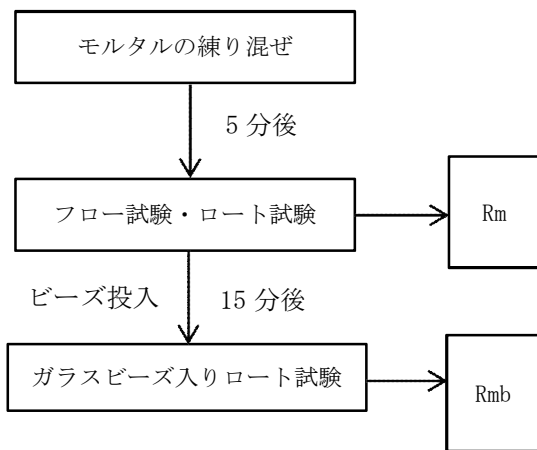 モルタルの練り混ぜ
5 分後
フロー試験・ロート試験
Rm
ビーズ投入
15 分後
ガラスビーズ入りロート試験
Rmb